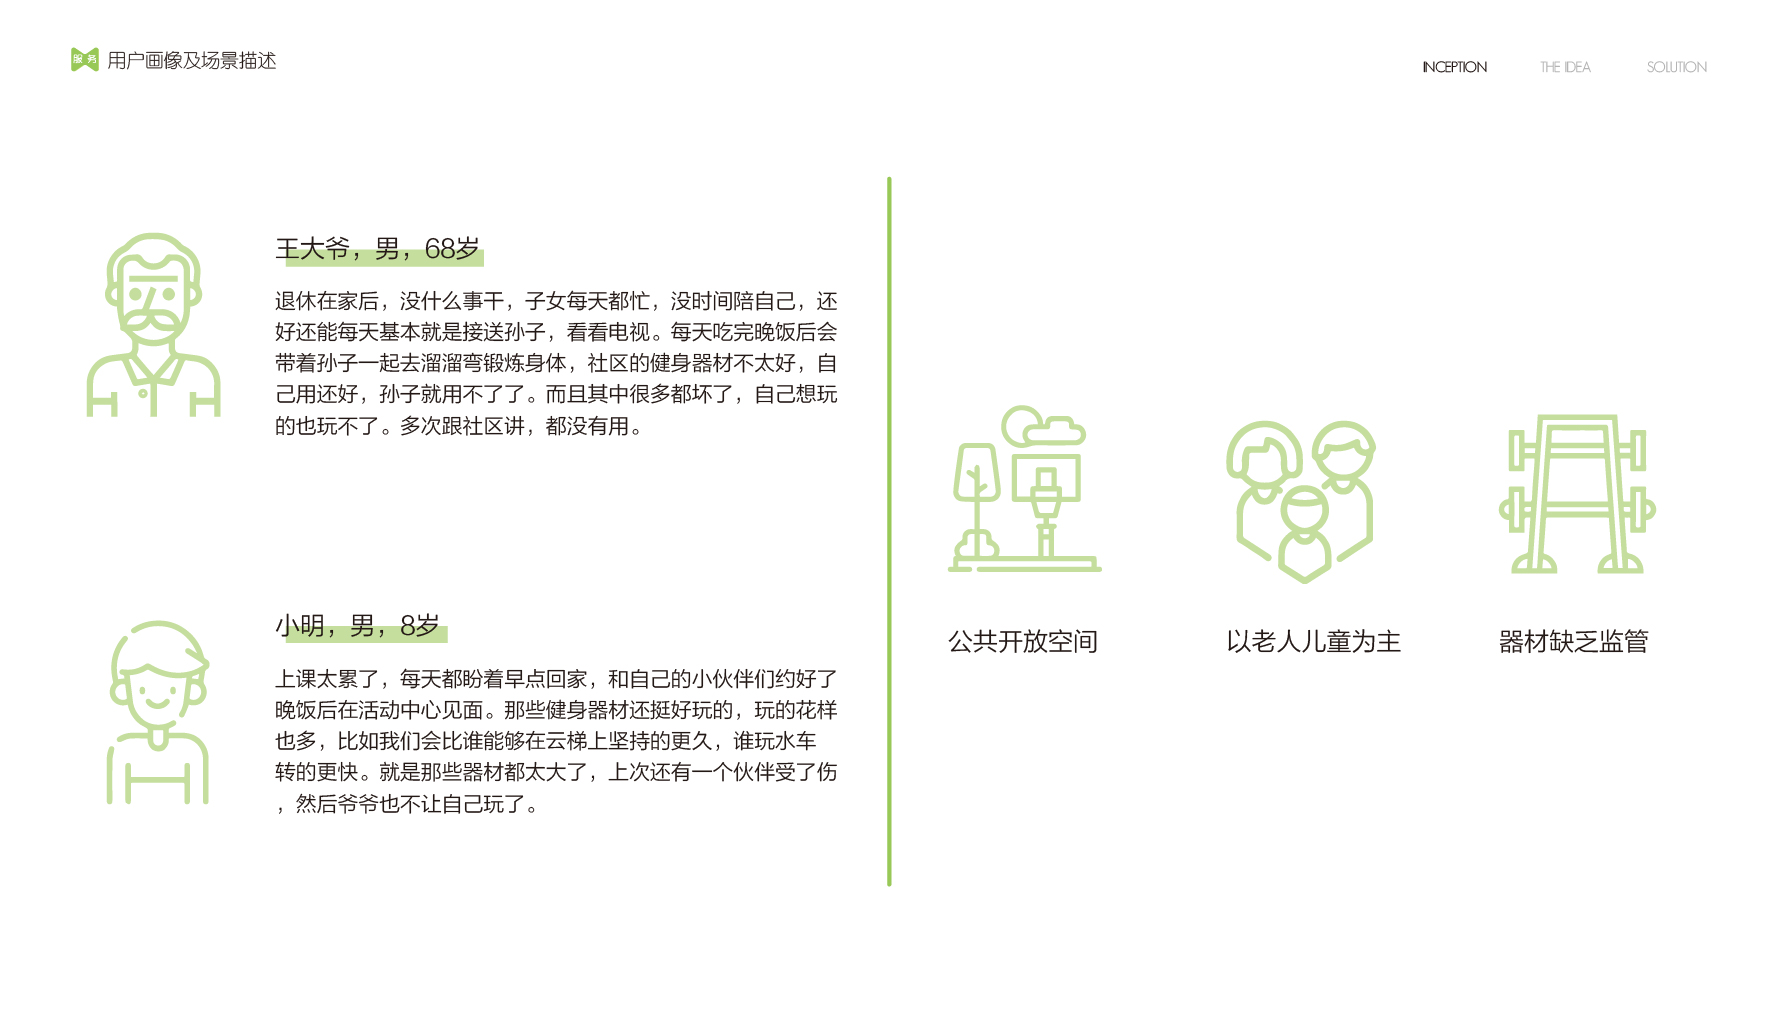 服务
用户画像及场景描述
INCEPTION
THE IDEA
SOLUTION
王大爷，男，68岁
退休在家后，没什么事干，子女每天都忙，没时间陪自己，还
好还能每天基本就是接送孙子，看看电视。每天吃完晚饭后会
带着孙子一起去溜溜弯锻炼身体，社区的健身器材不太好，自
己用还好，孙子就用不了了。而且其中很多都坏了，自己想玩
的也玩不了。多次跟社区讲，都没有用。
小明，男，8岁
上课太累了，每天都盼着早点回家，和自己的小伙伴们约好了
晚饭后在活动中心见面。那些健身器材还挺好玩的，玩的花样
也多，比如我们会比谁能够在云梯上坚持的更久，谁玩水车
转的更快。就是那些器材都太大了，上次还有一个伙伴受了伤
，然后爷爷也不让自己玩了。
公共开放空间
以老人儿童为主
器材缺乏监管